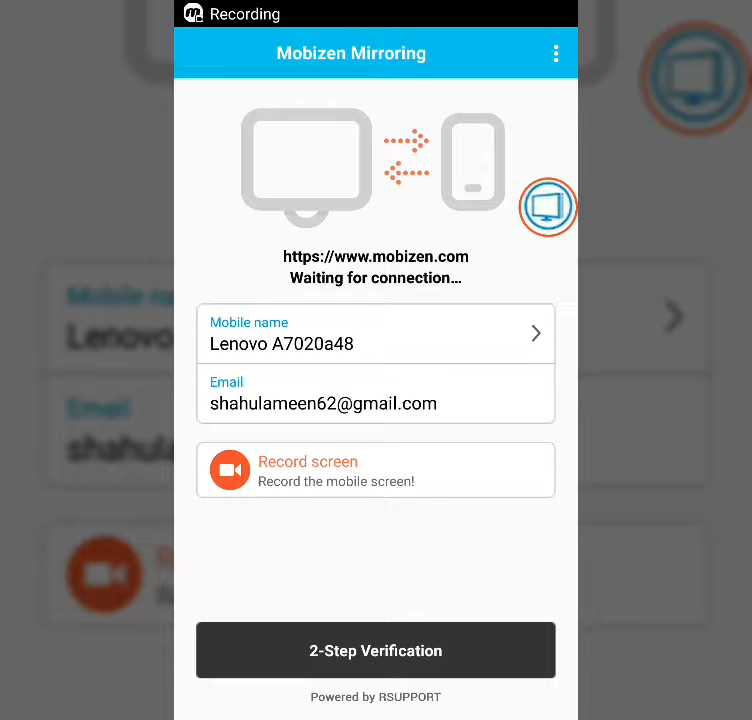 Recording
Mobizen Mirroring
https://www.mobizen.com
Waiting for connection...
Mobile name
Lenovo A7020a48
Email
shahulameen62@gmail.com
Record screen
Record the mobile screen!
2-Step Verification
Powered by RSUPPORT
Mobile na
Lenovo
Email
shahula